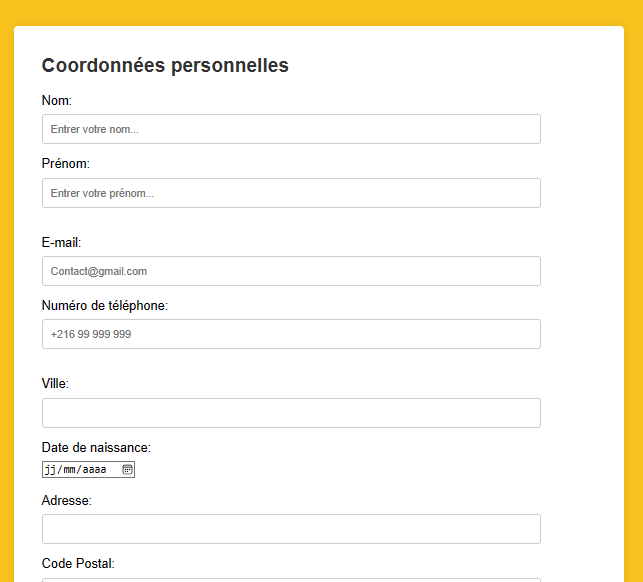 Coordonnées personnelles
Nom:
Entrer votre nom...
Prénom:
Entrer votre prénom...
E-mail:
Contact@gmail.com
Numéro de téléphone:
+216 99 999 999
Ville:
Date de naissance:
jj/mm/aaaa
Adresse:
Code Postal: